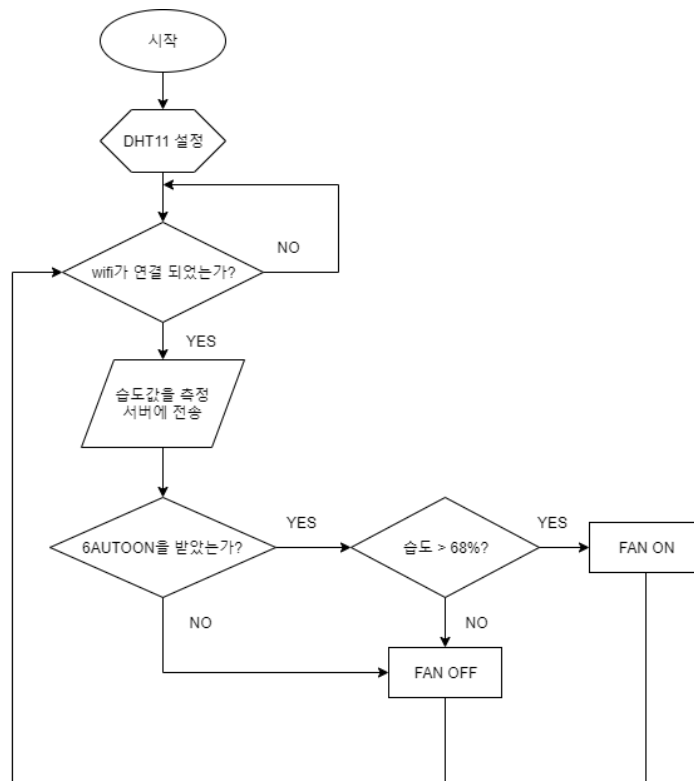 시작
DHT11 설정
NO
wifi가 연결 되었는가?
YES
습도값을 측정
서버에 전송
YES
YES
6AUTOON을 받았는가?
습도 > 68%?
FAN ON
NO
NO
FAN OFF